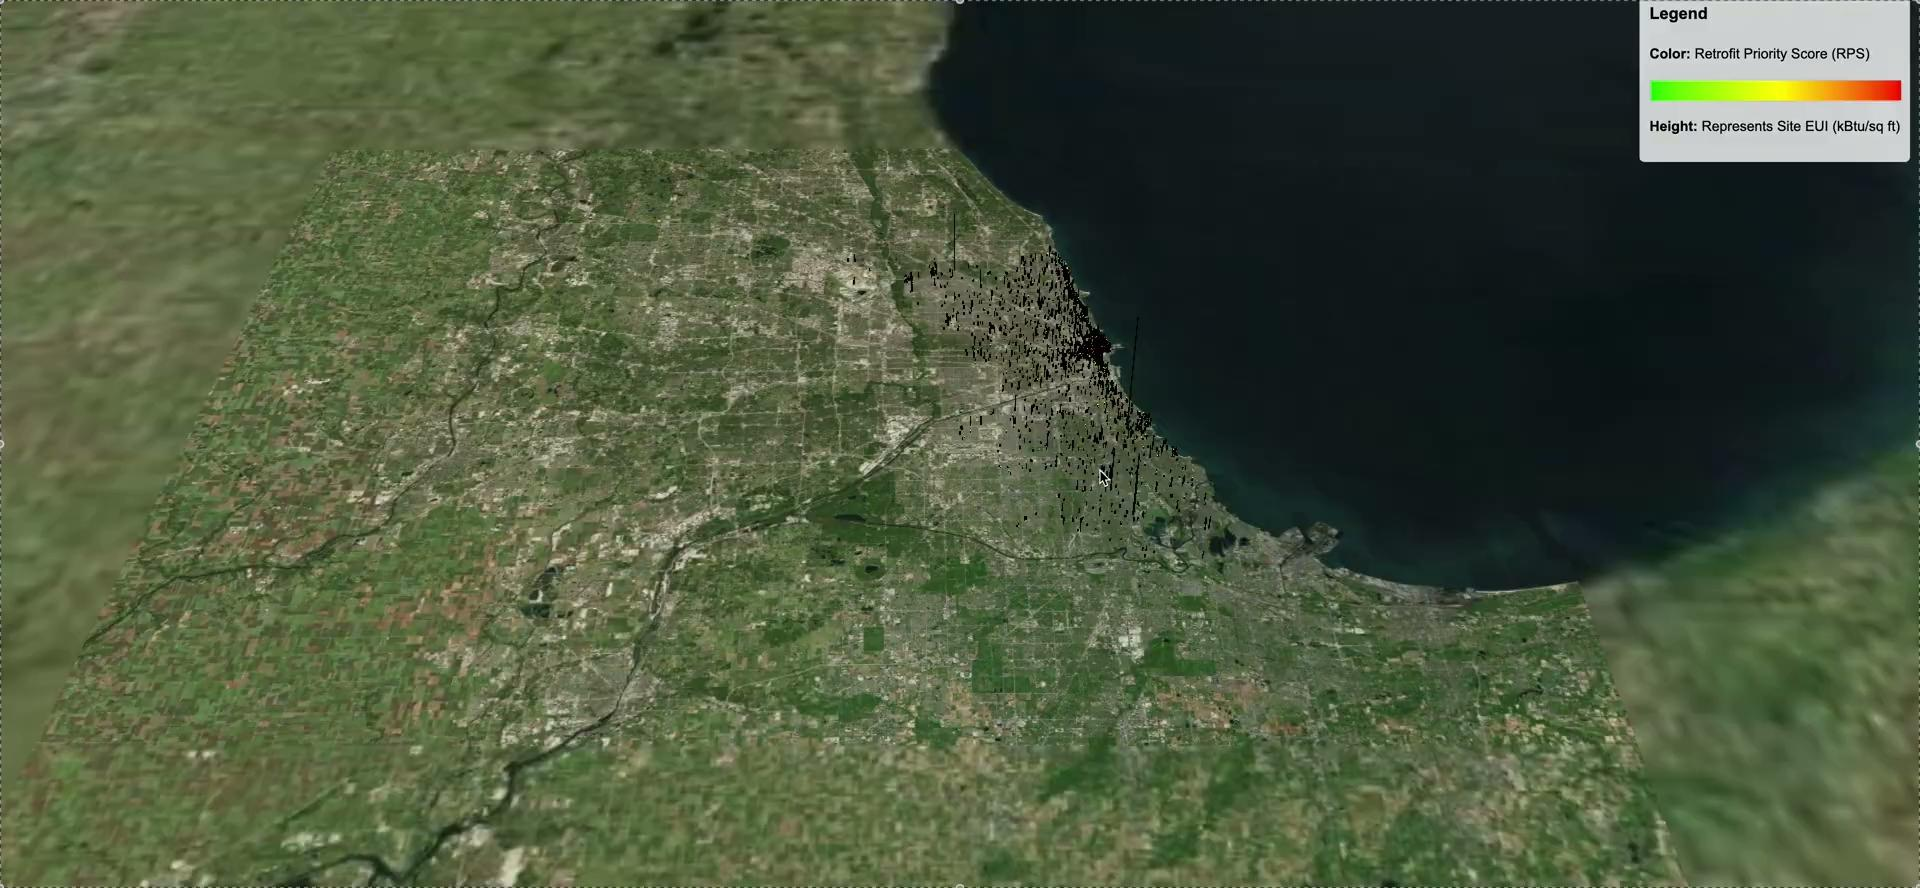 Legend
Color: Retrofit Priority Score (RPS)
Height: Represents Site EUI (kBtu/sq ft)